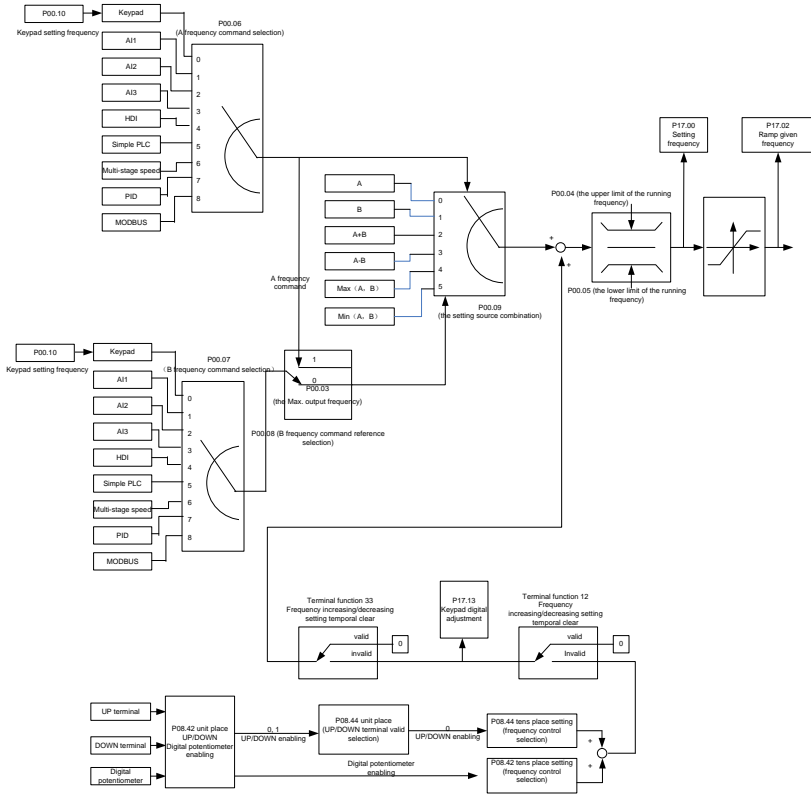 P00.10
Keypad setting frequency
Keypad
AI1
AI2
AI3
HDI
Simple PLC
Multi-stage speed
PID
MODBUS
P00.06
(A frequency command selection)
0
1
2
3
4
5
6
7
8
A frequency
command
A
B
A+B
A-B
Max（A，B）
Min（A，B）
0
1
2
3
4
5
P00.09
(the setting source combination)
+
+
P00.04 (the upper limit of the running
frequency)
P00.05 (the lower limit of the running
frequency)
P17.00
Setting
frequency
P17.02
Ramp given
frequency
P00.10
Keypad setting frequency
Keypad
AI1
AI2
AI3
HDI
Simple PLC
Multi-stage speed
PID
MODBUS
P00.07
（B frequency command selection）
0
1
2
3
4
5
6
7
8
1
0
P00.03
(the Max. output frequency)
P00.08 (B frequency command reference
selection)
Terminal function 33
Frequency increasing/decreasing
setting temporal clear
valid
invalid
0
P17.13
Keypad digital
adjustment
Terminal function 12
Frequency
increasing/decreasing setting
temporal clear
valid
Invalid
0
UP terminal
DOWN terminal
Digital
potentiometer
P08.42 unit place
UP/DOWN
Digital potentiometer
enabling
0, 1
UP/DOWN enabling
P08.44 unit place
(UP/DOWN terminal valid
selection)
0
UP/DOWN enabling
P08.44 tens place setting
(frequency control
selection)
Digital potentiometer
enabling
P08.42 tens place setting
(frequency control
selection)
+
+